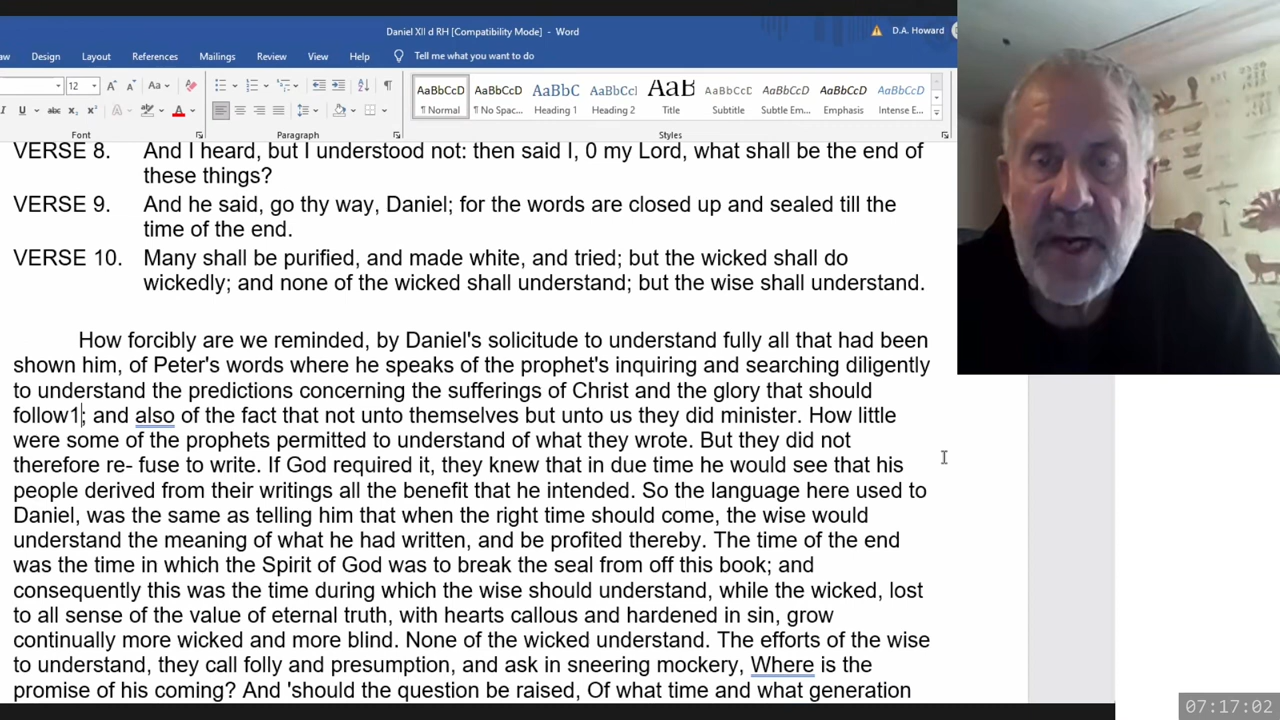 Daniel XII d RH [Compatibility Mode] - Word
D.A. Howard
aw Design Layout References Mailings Review View Help Tell me what you want to do
12 Aa
AaBbCcD AaBbCcD AaBbC AaBbCcl AaB AaBbCcD AaBbCcD AaBbCcD AaBbCcD
¶ Normal ¶ No Spac... Heading 1 Heading 2 Title Subtitle Subtle Em... Emphasis Intense E...
Font Paragraph Styles
VERSE 8. And I heard, but I understood not: then said I, 0 my Lord, what shall be the end of
these things?
VERSE 9. And he said, go thy way, Daniel; for the words are closed up and sealed till the
time of the end.
VERSE 10. Many shall be purified, and made white, and tried; but the wicked shall do
wickedly; and none of the wicked shall understand; but the wise shall understand.
How forcibly are we reminded, by Daniel's solicitude to understand fully all that had been
shown him, of Peter's words where he speaks of the prophet's inquiring and searching diligently
to understand the predictions concerning the sufferings of Christ and the glory that should
follow1; and also of the fact that not unto themselves but unto us they did minister. How little
were some of the prophets permitted to understand of what they wrote. But they did not
therefore re- fuse to write. If God required it, they knew that in due time he would see that his
people derived from their writings all the benefit that he intended. So the language here used to
Daniel, was the same as telling him that when the right time should come, the wise would
understand the meaning of what he had written, and be profited thereby. The time of the end
was the time in which the Spirit of God was to break the seal from off this book; and
consequently this was the time during which the wise should understand, while the wicked, lost
to all sense of the value of eternal truth, with hearts callous and hardened in sin, grow
continually more wicked and more blind. None of the wicked understand. The efforts of the wise
to understand, they call folly and presumption, and ask in sneering mockery, Where is the
promise of his coming? And 'should the question be raised, Of what time and what generation
07:17:02